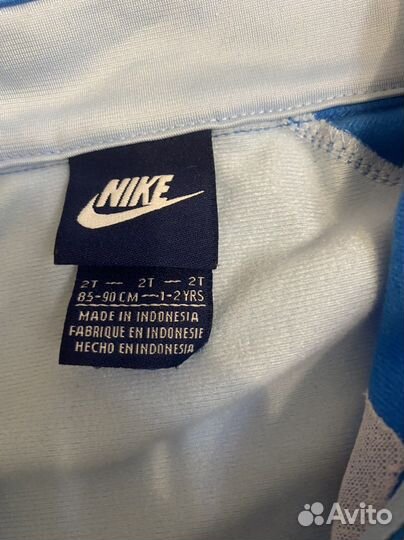 NIKE
2T — 2T — 2T
85-90 CM — 1-2 YRS
MADE IN INDONESIA
FABRIQUE EN INDONESIE
HECHO EN INDONESIA
Avito